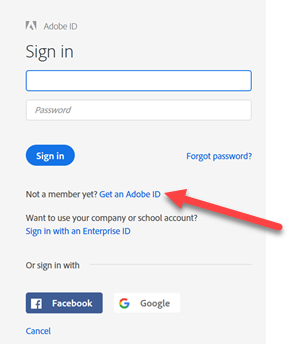 Adobe ID
Sign in
Password
Sign in
Forgot password?
Not a member yet? Get an Adobe ID
Want to use your company or school account?
Sign in with an Enterprise ID
Or sign in with
Facebook
Google
Cancel